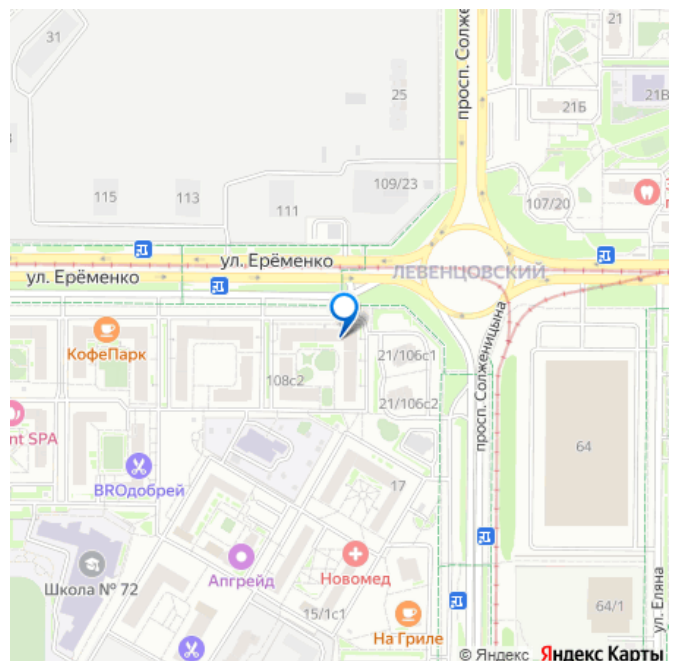 31
21
просп. Солже
25
21В
21Б
109/23
115
113
111
107/20
ул. Ерёменко
ул. Ерёменко
ЛЕВЕНЦОВСКИЙ
КофеПарк
21/106с1
просп. Солженицына
108с2
21/106с2
nt SPA
64
BROдобрей
17
Апгрейд
Новомед
Школа № 72
15/1с1
64/1
ул. Еляна
На Гриле
© Яндекс Яндекс Карты